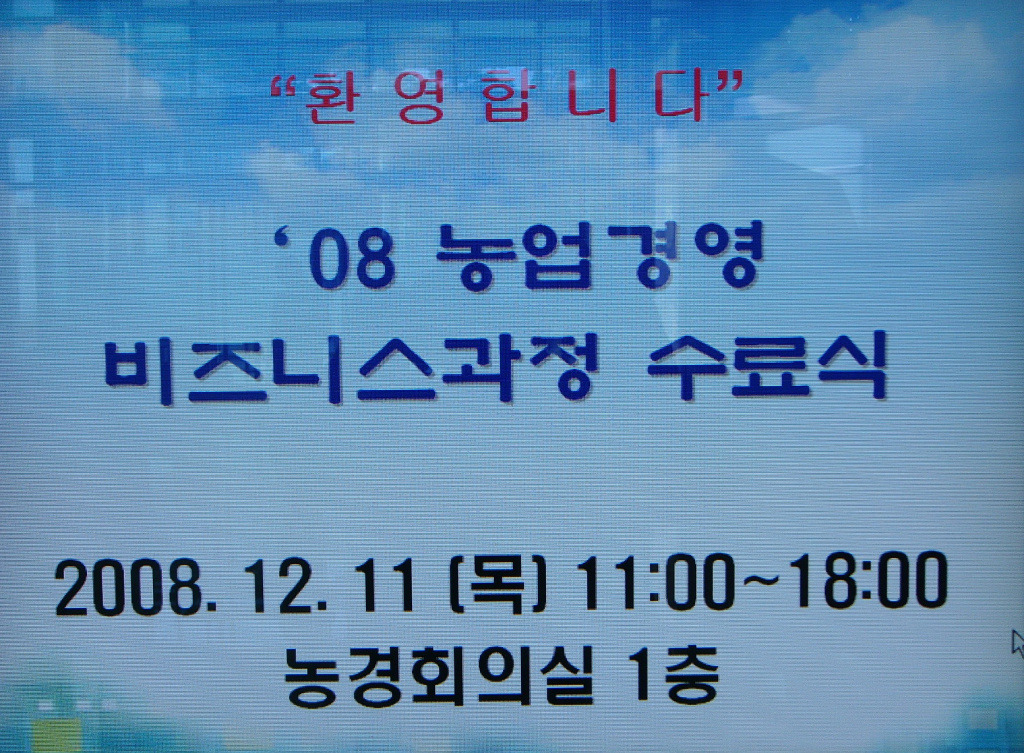 “환영합니다”
‘08 농업경영
비즈니스과정 수료식
2008. 12. 11 (목) 11:00~18:00
농경회의실 1층